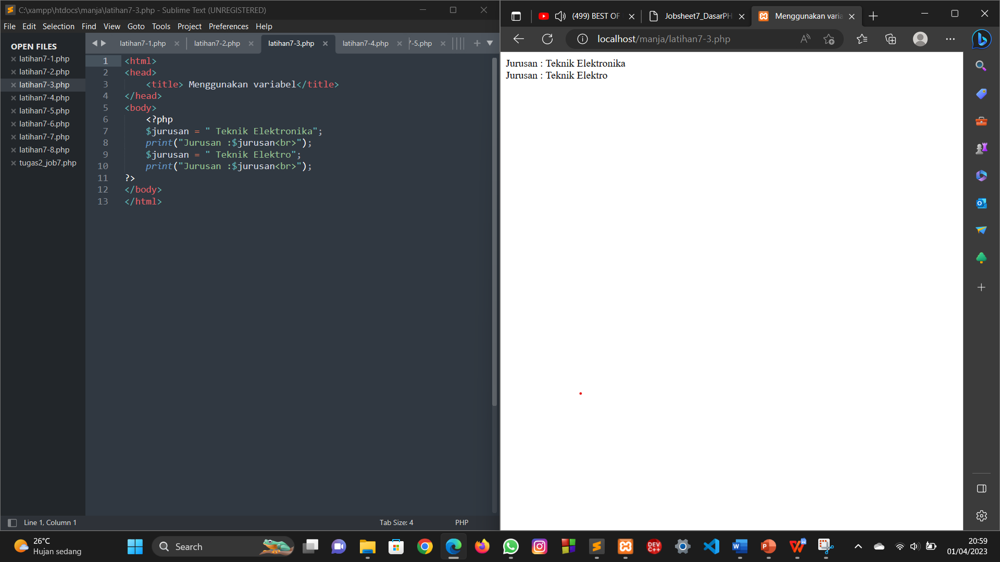 C:\xampp\htdocs\manja\latihan7-3.php - Sublime Text (UNREGISTERED)
File Edit Selection Find View Goto Tools Project Preferences Help
OPEN FILES
latihan7-1.php
latihan7-2.php
latihan7-3.php
latihan7-4.php
latihan7-5.php
latihan7-6.php
latihan7-7.php
latihan7-8.php
tugas2_job7.php
latihan7-1.php latihan7-2.php latihan7-3.php latihan7-4.php 7-5.php
1 <html>
2 <head>
3 <title> Menggunakan variabel</title>
4 </head>
5 <body>
6 <?php
7 $jurusan = " Teknik Elektronika";
8 print("Jurusan :$jurusan<br>");
9 $jurusan = " Teknik Elektro";
10 print("Jurusan :$jurusan<br>");
11 ?>
12 </body>
13 </html>
Line 1, Column 1 Tab Size: 4 PHP
(499) BEST OF Jobsheet7_DasarPH Menggunakan varia
localhost/manja/latihan7-3.php
Jurusan : Teknik Elektronika
Jurusan : Teknik Elektro
26°C
Hujan sedang
Search
DEV
C++
20:59
01/04/2023